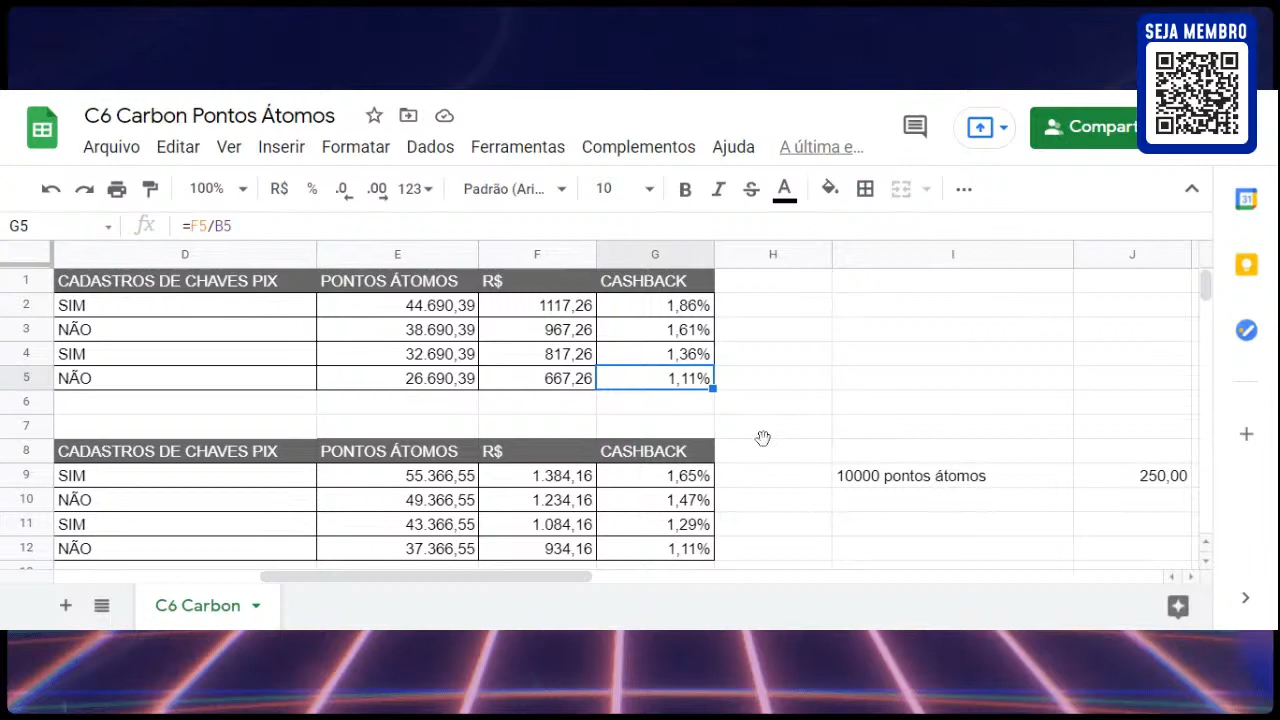 SEJA MEMBRO
C6 Carbon Pontos Átomos
Compart
Arquivo Editar Ver Inserir Formatar Dados Ferramentas Complementos Ajuda A última e...
100% R$ % .0 .00 123 Padrão (Ari... 10 B I S A ...
31
G5 fx =F5/B5
D E F G H I J
1 CADASTROS DE CHAVES PIX PONTOS ÁTOMOS R$ CASHBACK
2 SIM 44.690,39 1117,26 1,86%
3 NÃO 38.690,39 967,26 1,61%
4 SIM 32.690,39 817,26 1,36%
5 NÃO 26.690,39 667,26 1,11%
6
7
8 CADASTROS DE CHAVES PIX PONTOS ÁTOMOS R$ CASHBACK
9 SIM 55.366,55 1.384,16 1,65% 10000 pontos átomos 250,00
10 NÃO 49.366,55 1.234,16 1,47%
11 SIM 43.366,55 1.084,16 1,29%
12 NÃO 37.366,55 934,16 1,11%
C6 Carbon